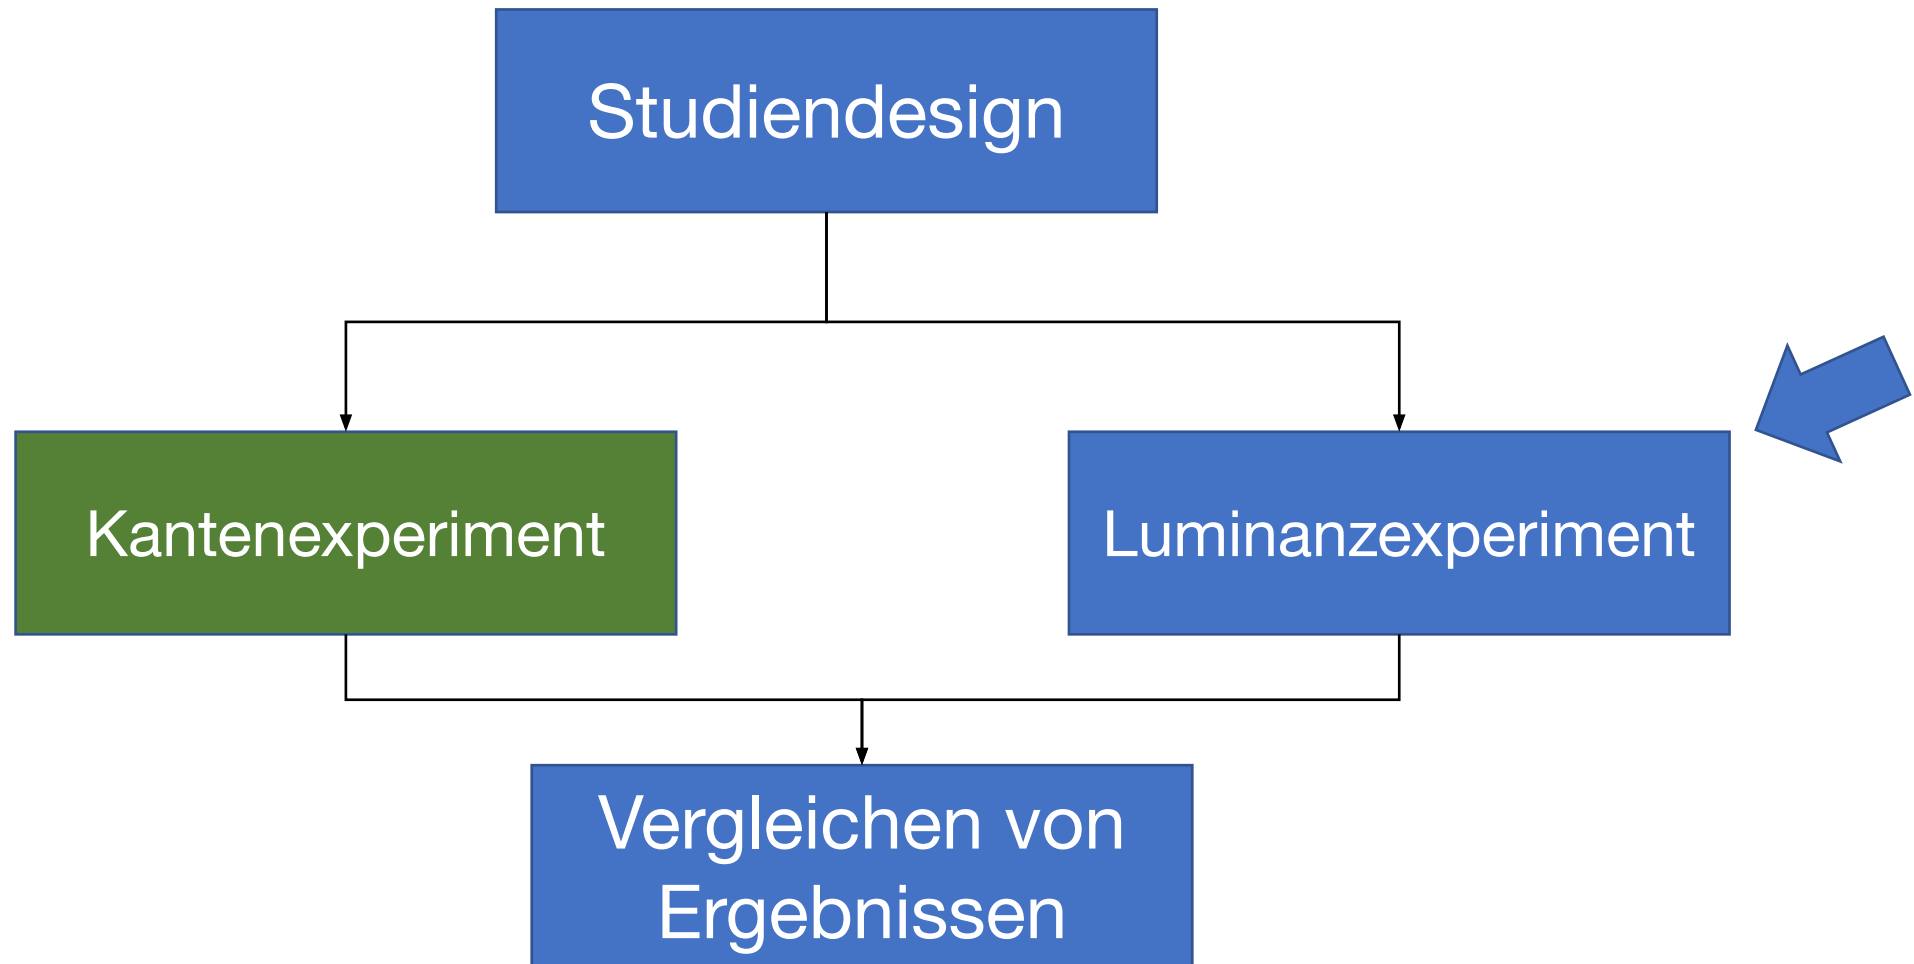 Studiendesign
Kantenexperiment
Luminanzexperiment
Vergleichen von
Ergebnissen